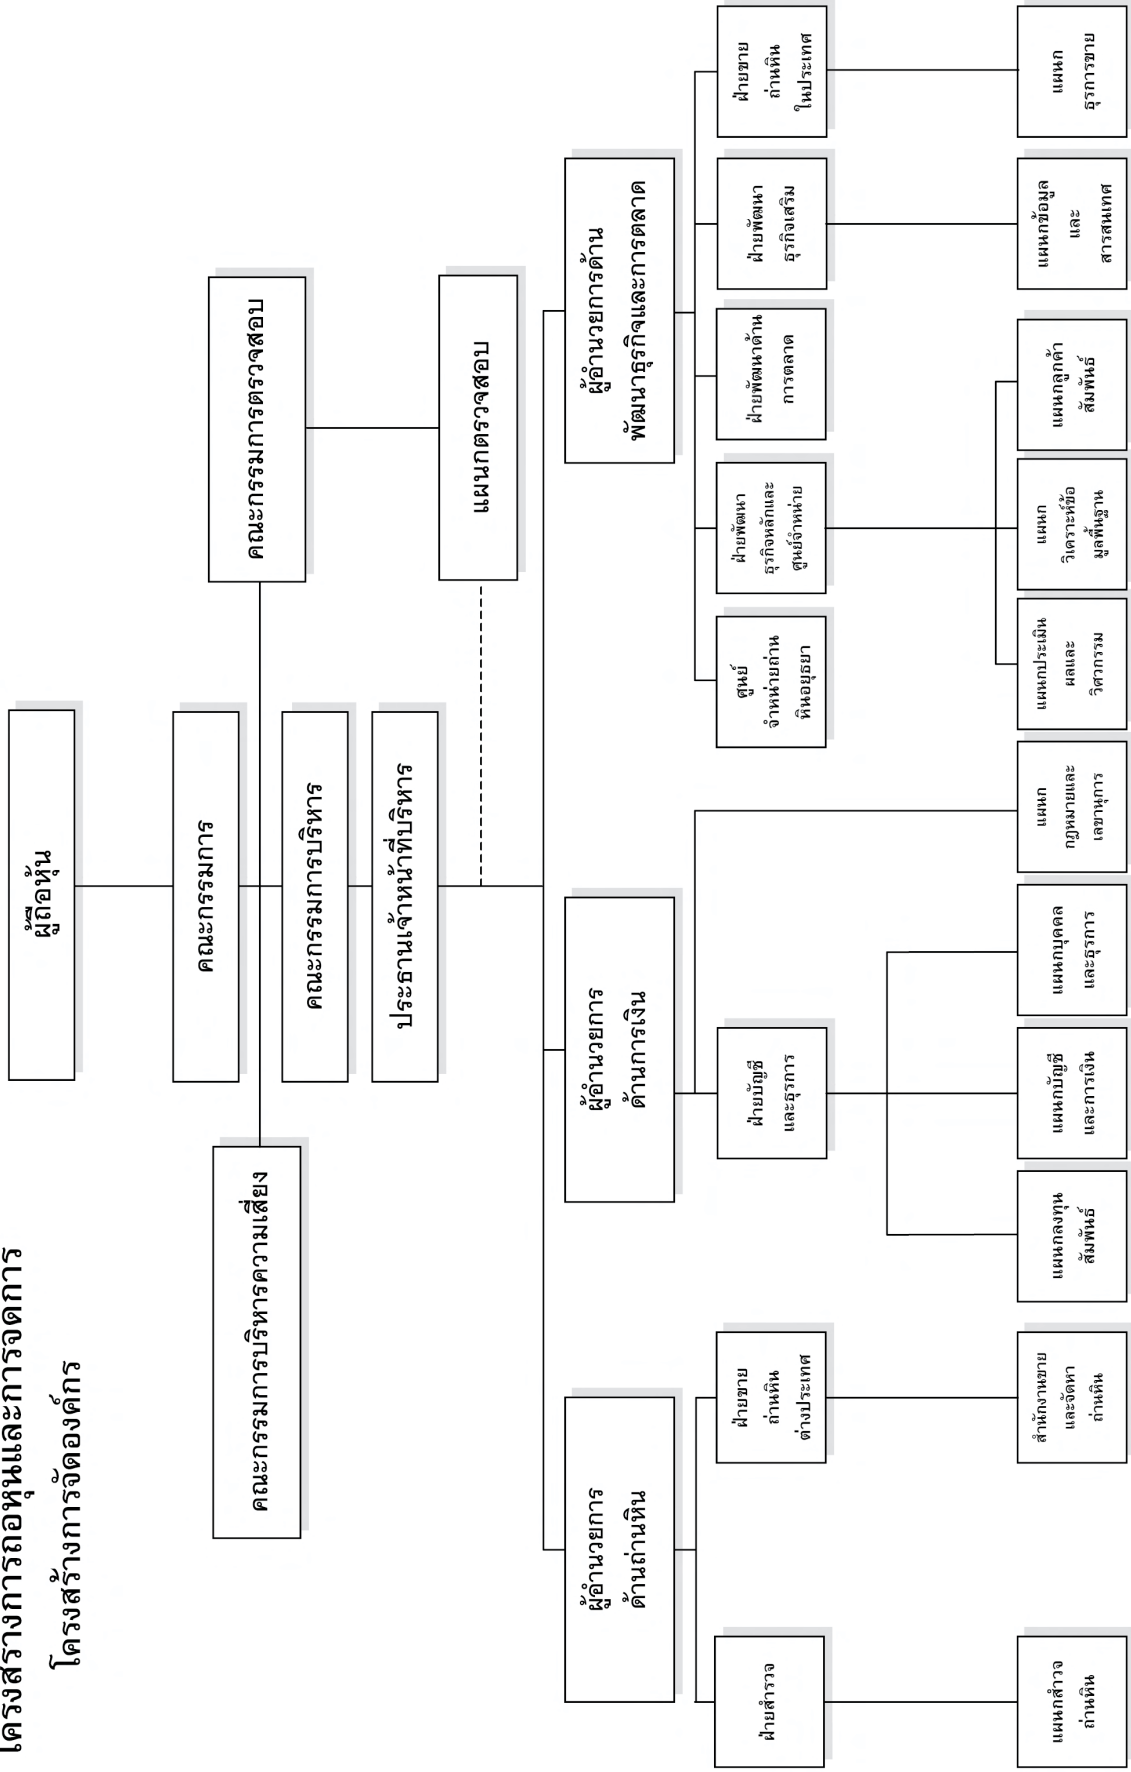 โครงสร้างการถือหุ้นและการจัดการ
โครงสร้างการจัดองค์กร
ผู้ถือหุ้น
คณะกรรมการ
คณะกรรมการบริหารความเสี่ยง
คณะกรรมการตรวจสอบ
คณะกรรมการบริหาร
ประธานเจ้าหน้าที่บริหาร
แผนกตรวจสอบ
ผู้อำนวยการ
ด้านถ่านหิน
ผู้อำนวยการ
ด้านการเงิน
ผู้อำนวยการด้าน
พัฒนาธุรกิจและการตลาด
ฝ่ายสำรวจ
ฝ่ายขาย
ถ่านหิน
ต่างประเทศ
ฝ่ายบัญชี
และธุรการ
ศูนย์
จำหน่ายถ่าน
หินอยุธยา
ฝ่ายพัฒนา
ธุรกิจหลักและ
ศูนย์จำหน่าย
ฝ่ายพัฒนาด้าน
การตลาด
ฝ่ายพัฒนา
ธุรกิจเสริม
ฝ่ายขาย
ถ่านหิน
ในประเทศ
แผนกสำวจ
ถ่านหิน
สำนักงานขาย
และจัดหา
ถ่านหิน
แผนกลงทุน
สัมพันธ์
แผนกบัญชี
และการเงิน
แผนกบุคคล
และธุรการ
แผนก
กฎหมายและ
เลขานุการ
แผนกประเมิน
ผลและ
วิศวกรรม
แผนก
วิเคราะห์ข้อ
มูลพื้นฐาน
แผนกลูกค้า
สัมพันธ์
แผนกข้อมูล
และ
สารสนเทศ
แผนก
ธุรการขาย